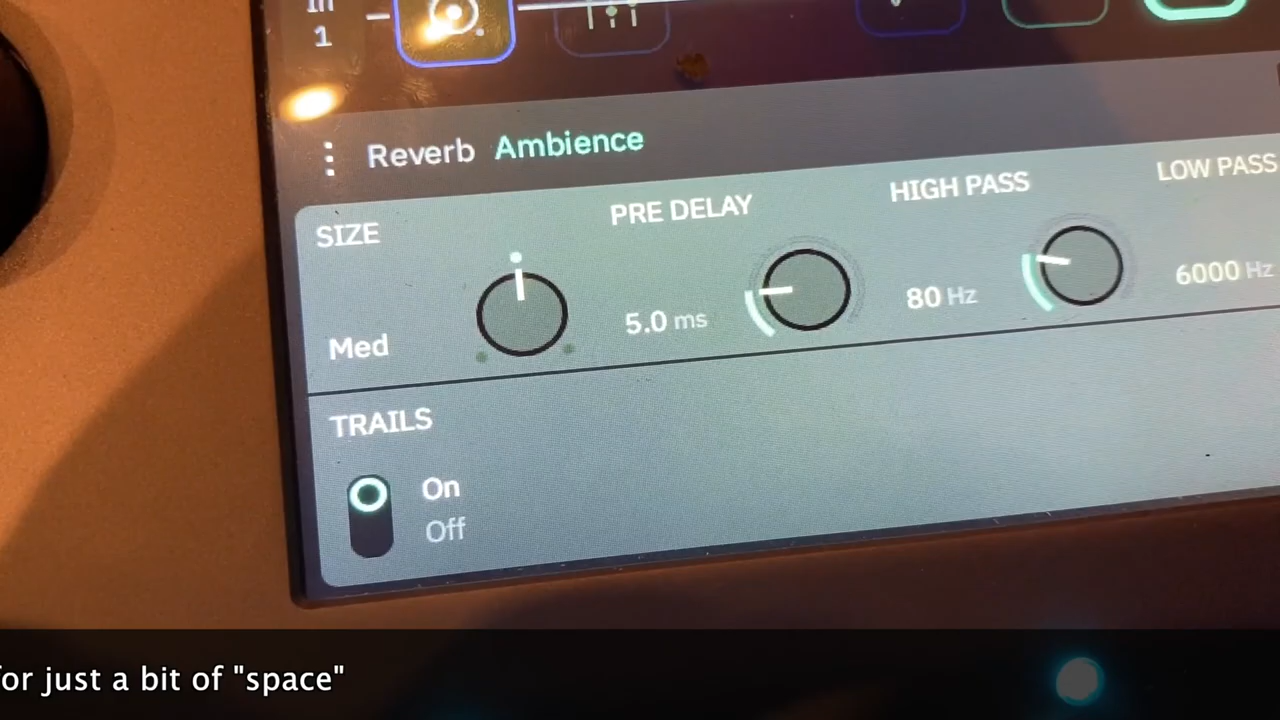 In
1
Reverb Ambience
SIZE
PRE DELAY
HIGH PASS
LOW PASS
Med
5.0 ms
80 Hz
6000 Hz
TRAILS
On
Off
for just a bit of "space"